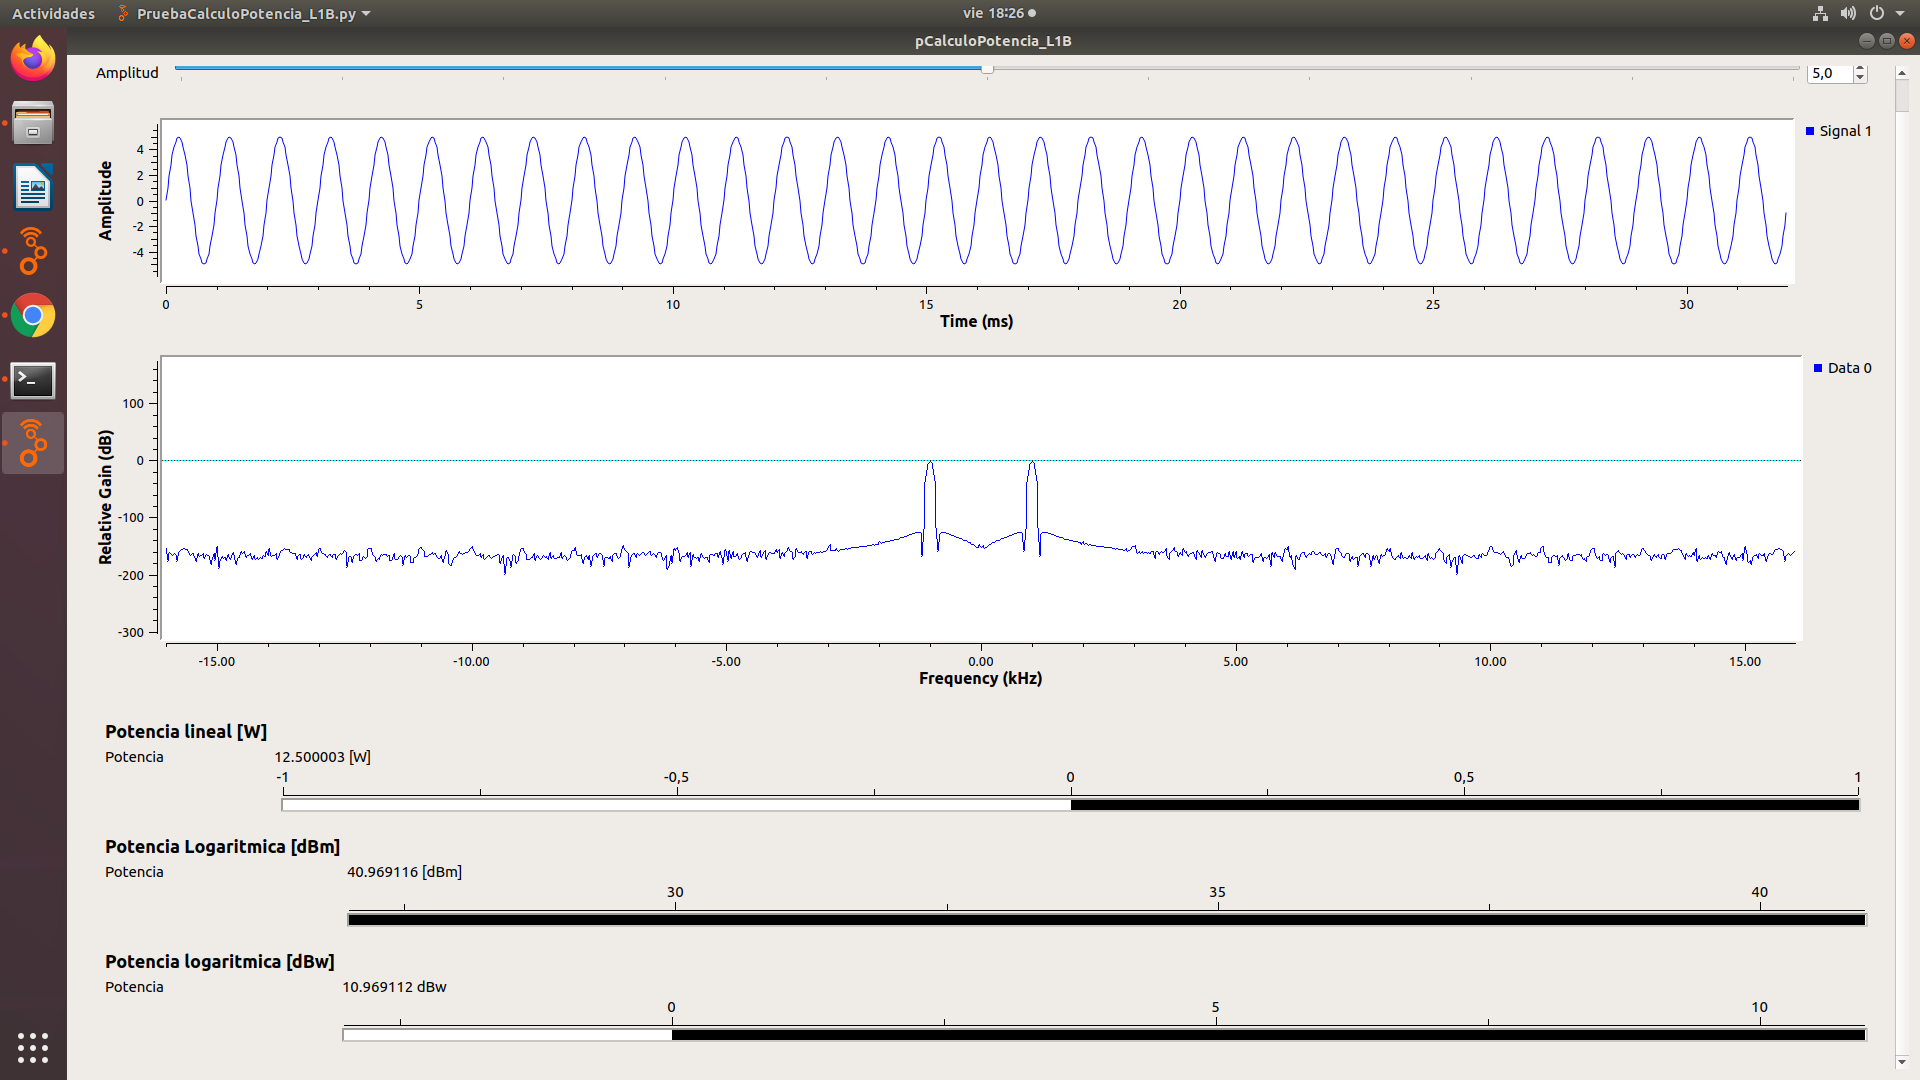 Actividades PruebaCalculoPotencia_L1B.py vie 18:26
pCalculoPotencia_L1B
Amplitud 5,0
Signal 1
Amplitude
4
2
0
-2
-4
0 5 10 15 20 25 30
Time (ms)
Data 0
Relative Gain (dB)
100
0
-100
-200
-300
-15.00 -10.00 -5.00 0.00 5.00 10.00 15.00
Frequency (kHz)
Potencia lineal [W]
Potencia 12.500003 [W]
-1 -0,5 0 0,5 1
Potencia Logaritmica [dBm]
Potencia 40.969116 [dBm]
30 35 40
Potencia logaritmica [dBw]
Potencia 10.969112 dBw
0 5 10